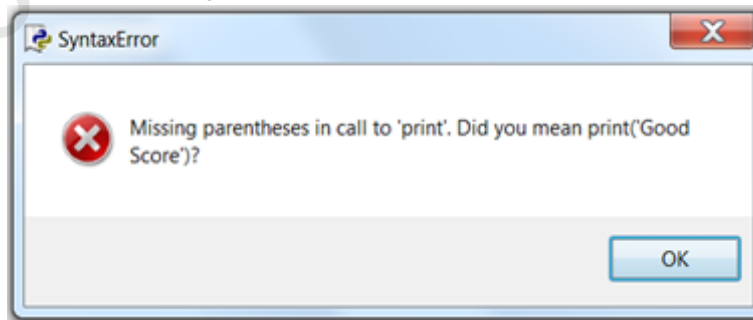 SyntaxError
Missing parentheses in call to 'print'. Did you mean print('Good
Score')?
OK